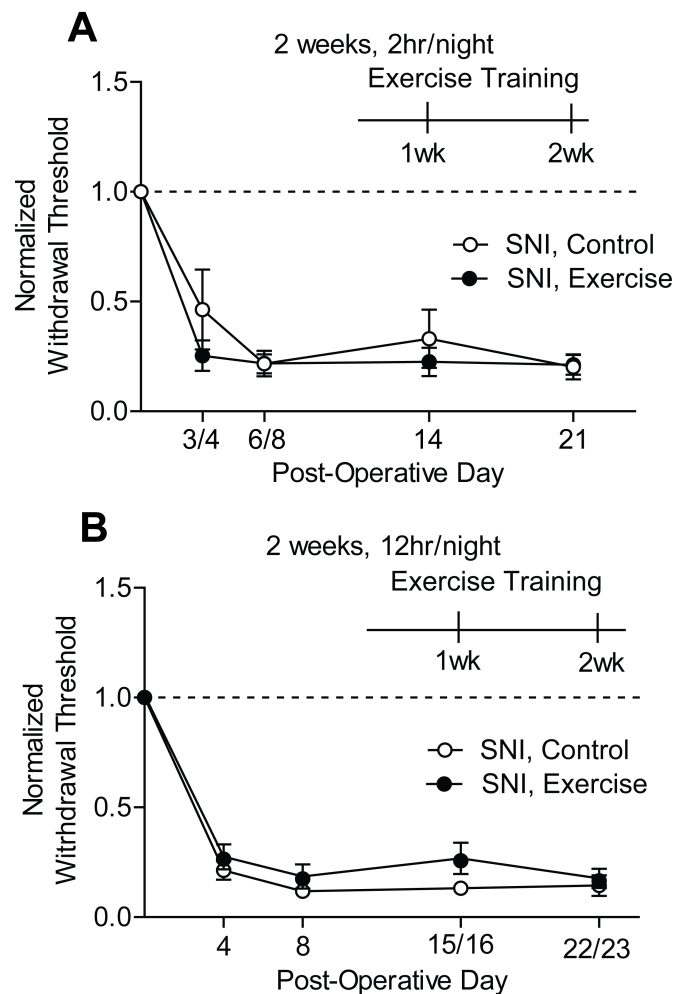 A
2 weeks, 2hr/night
Exercise Training
1wk
2wk
Normalized
Withdrawal Threshold
1.5
1.0
0.5
0.0
SNI, Control
SNI, Exercise
3/4
6/8
14
21
Post-Operative Day
B
2 weeks, 12hr/night
Exercise Training
1wk
2wk
Normalized
Witrhdrawal Threshold
1.5
1.0
0.5
0.0
SNI, Control
SNI, Exercise
4
8
15/16
22/23
Post-Operative Day